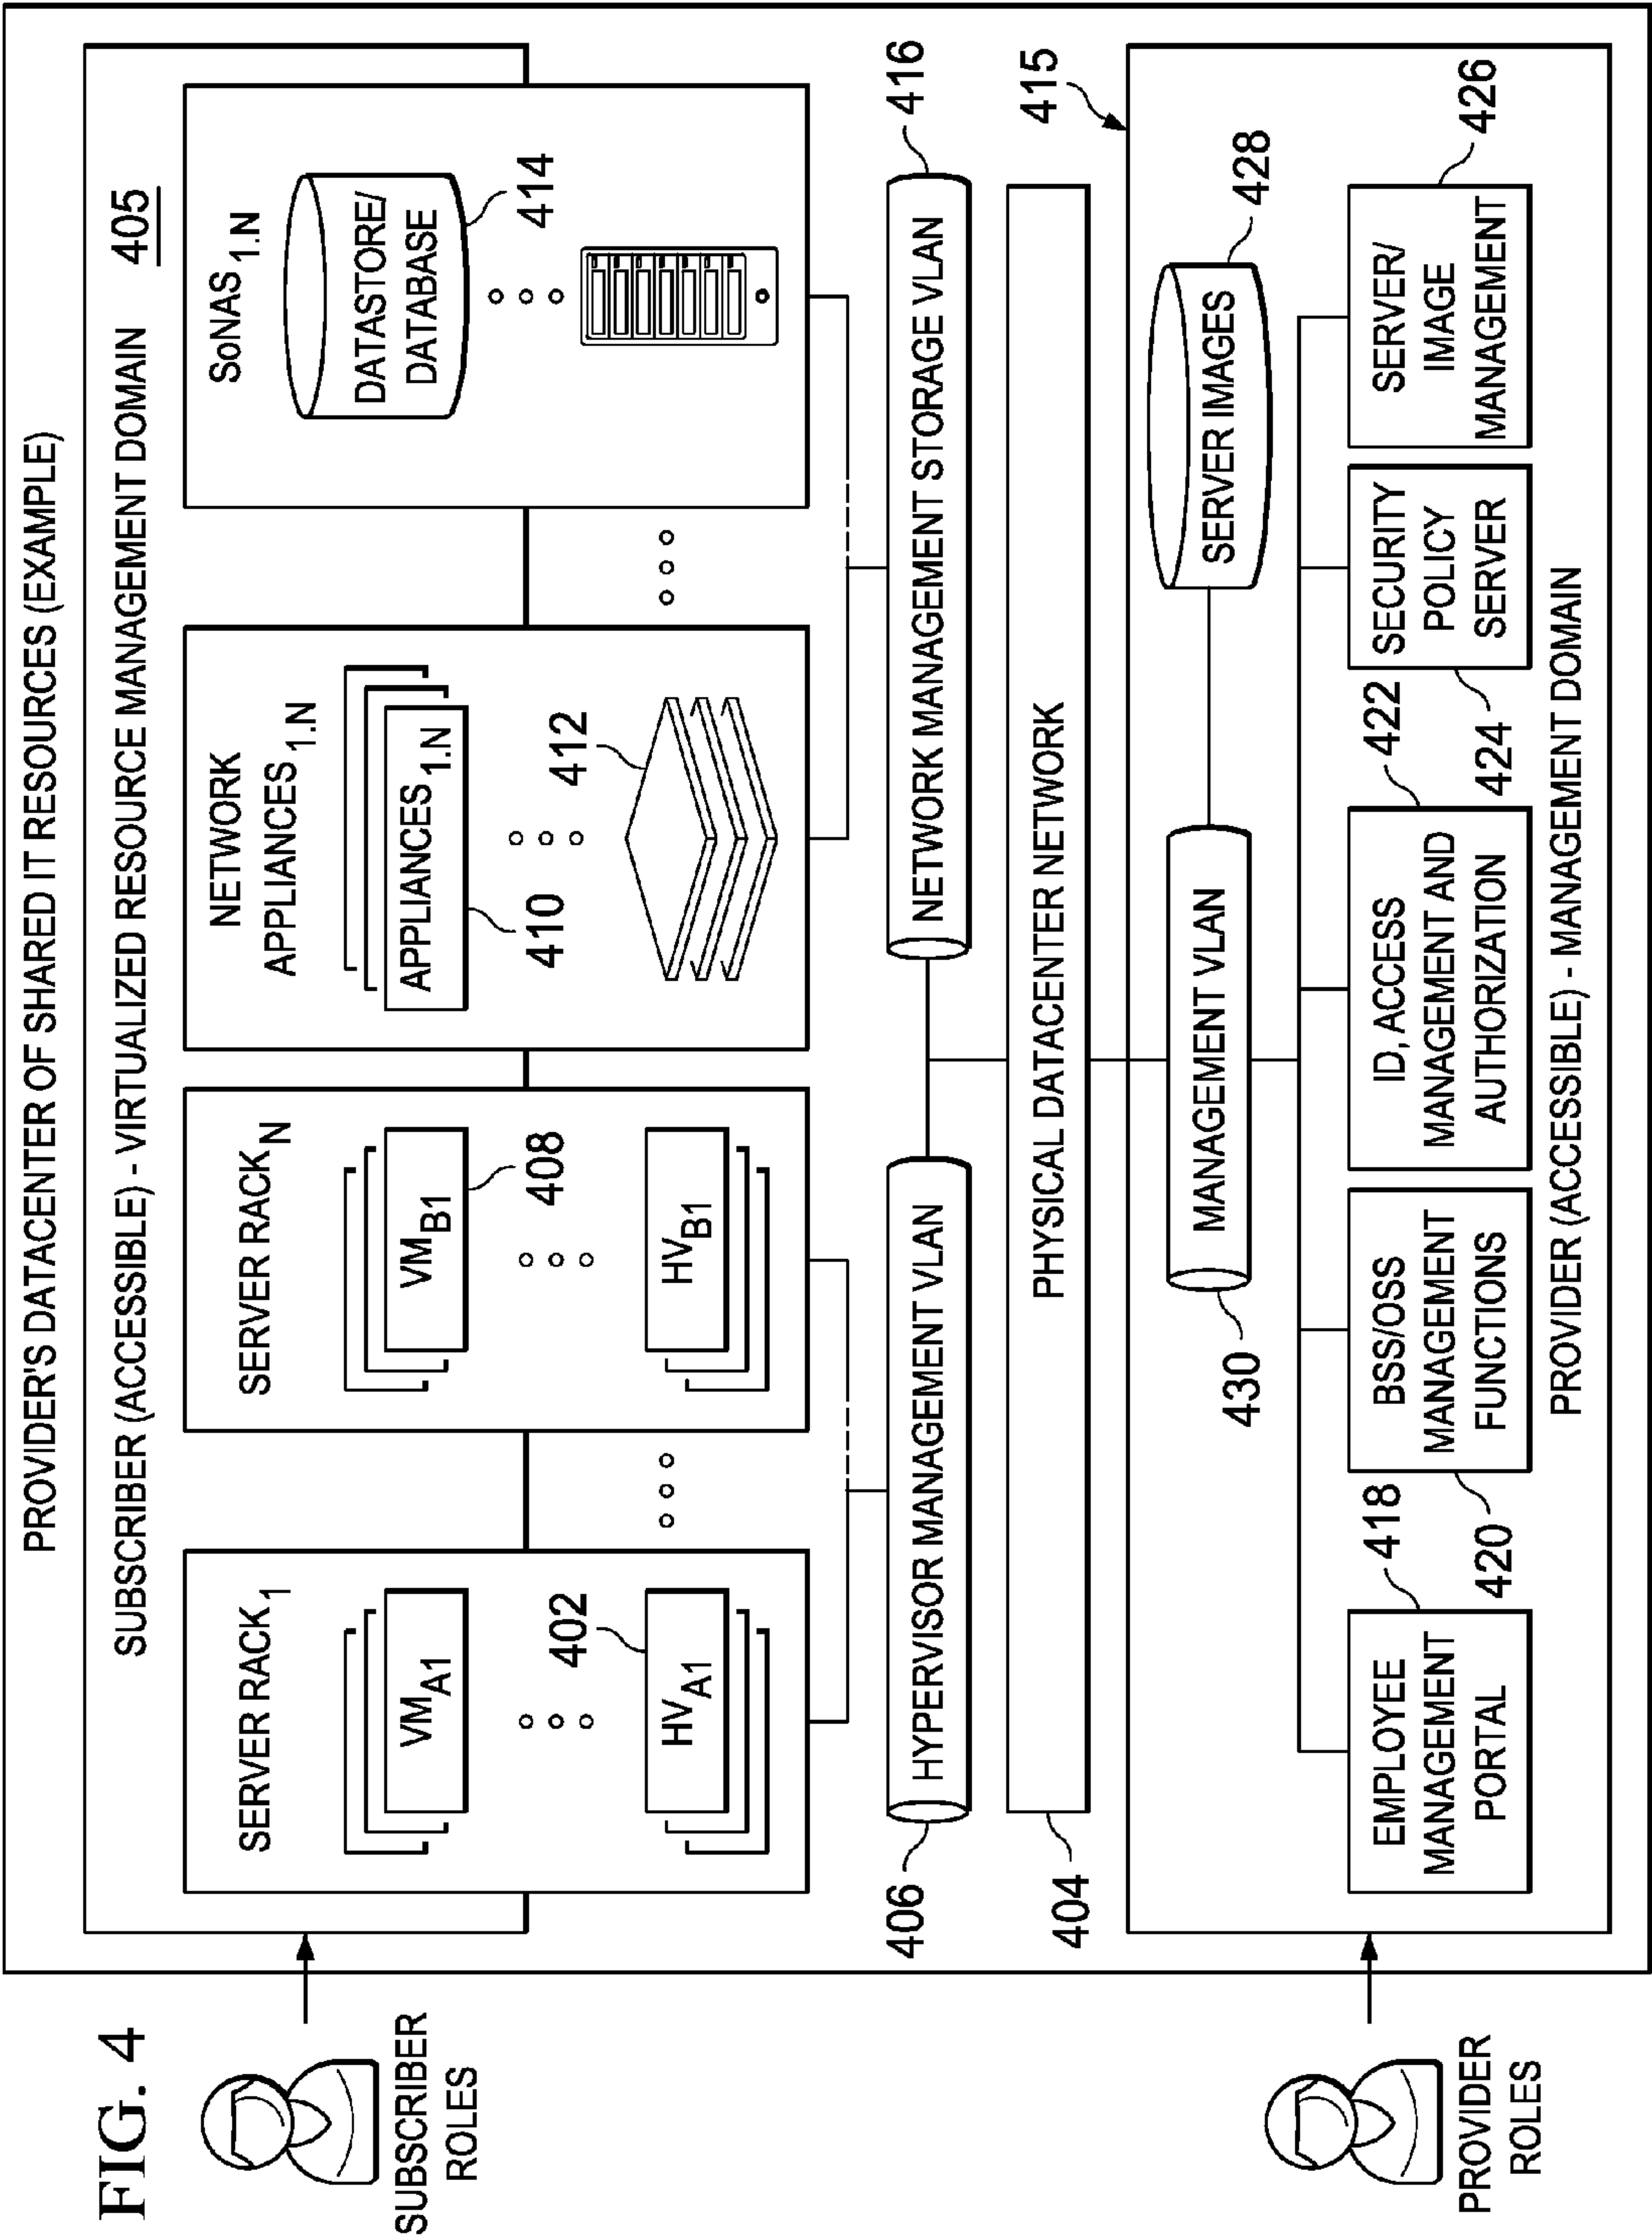 FIG. 4
PROVIDER'S DATACENTER OF SHARED IT RESOURCES (EXAMPLE)
SUBSCRIBER (ACCESSIBLE) - VIRTUALIZED RESOURCE MANAGEMENT DOMAIN 405
SUBSCRIBER
ROLES
SERVER RACK1
VMA1
402
HVA1
SERVER RACKN
VMB1
408
HVB1
NETWORK
APPLIANCES1.N
APPLIANCES1.N
410
412
SoNAS1.N
DATASTORE/
DATABASE
414
406
HYPERVISOR MANAGEMENT VLAN
NETWORK MANAGEMENT STORAGE VLAN
416
404
PHYSICAL DATACENTER NETWORK
415
430
MANAGEMENT VLAN
SERVER IMAGES
428
PROVIDER
ROLES
418
EMPLOYEE
MANAGEMENT
PORTAL
BSS/OSS
MANAGEMENT
FUNCTIONS
420
422
ID, ACCESS
MANAGEMENT AND
AUTHORIZATION
SECURITY
POLICY
SERVER
424
SERVER/
IMAGE
MANAGEMENT
426
PROVIDER (ACCESSIBLE) - MANAGEMENT DOMAIN